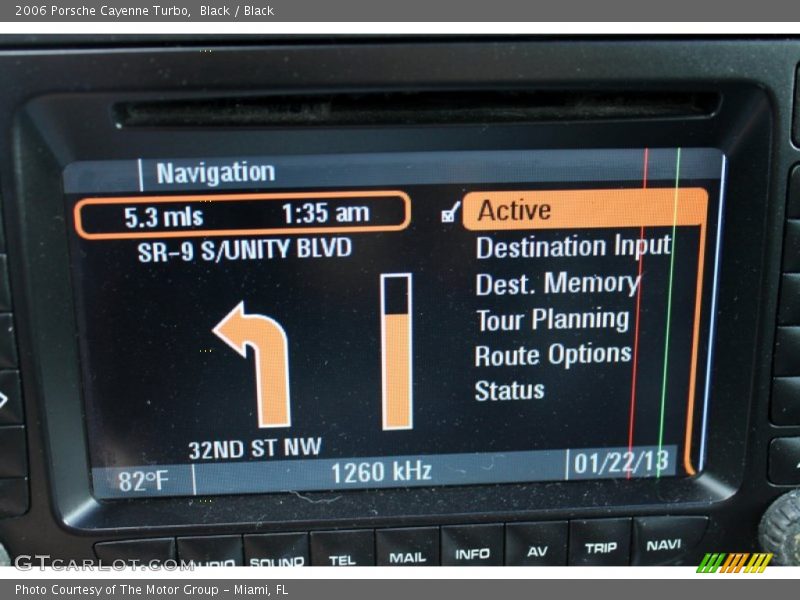 2006 Porsche Cayenne Turbo,  Black / Black
Navigation
5.3 mls 1:35 am
Active
SR-9 S/UNITY BLVD
Destination Input
Dest. Memory
Tour Planning
Route Options
Status
32ND ST NW
82°F 1260 kHz 01/22/13
SOUND TEL MAIL INFO AV TRIP NAVI
GTCARLOT.COM
Photo Courtesy of The Motor Group - Miami, FL